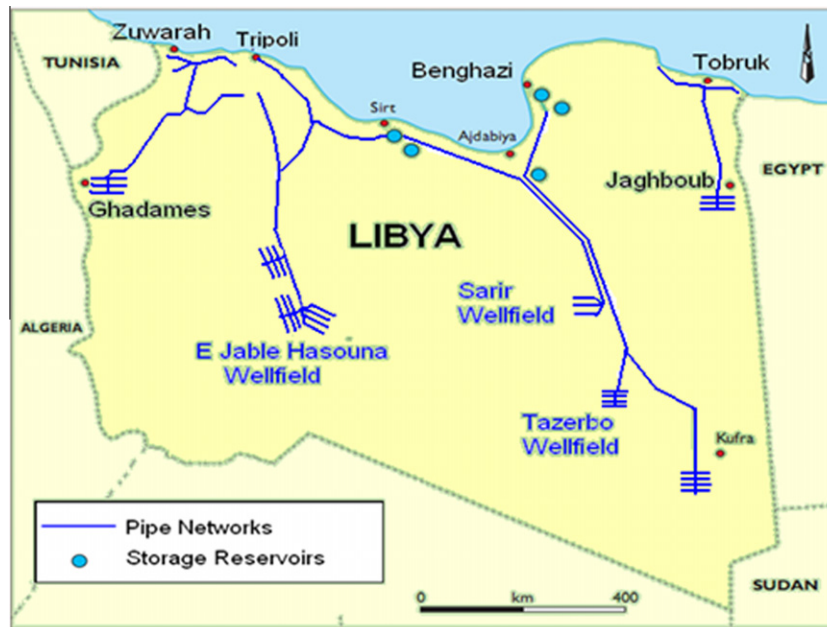 Zuwarah
Tripoli
TUNISIA
Benghazi
Tobruk
Sirt
Ajdabiya
EGYPT
Ghadames
Jaghboub
LIBYA
Sarir
Wellfield
ALGERIA
E Jable Hasouna
Wellfield
Tazerbo
Wellfield
Kufra
Pipe Networks
Storage Reservoirs
SUDAN
0
km
400